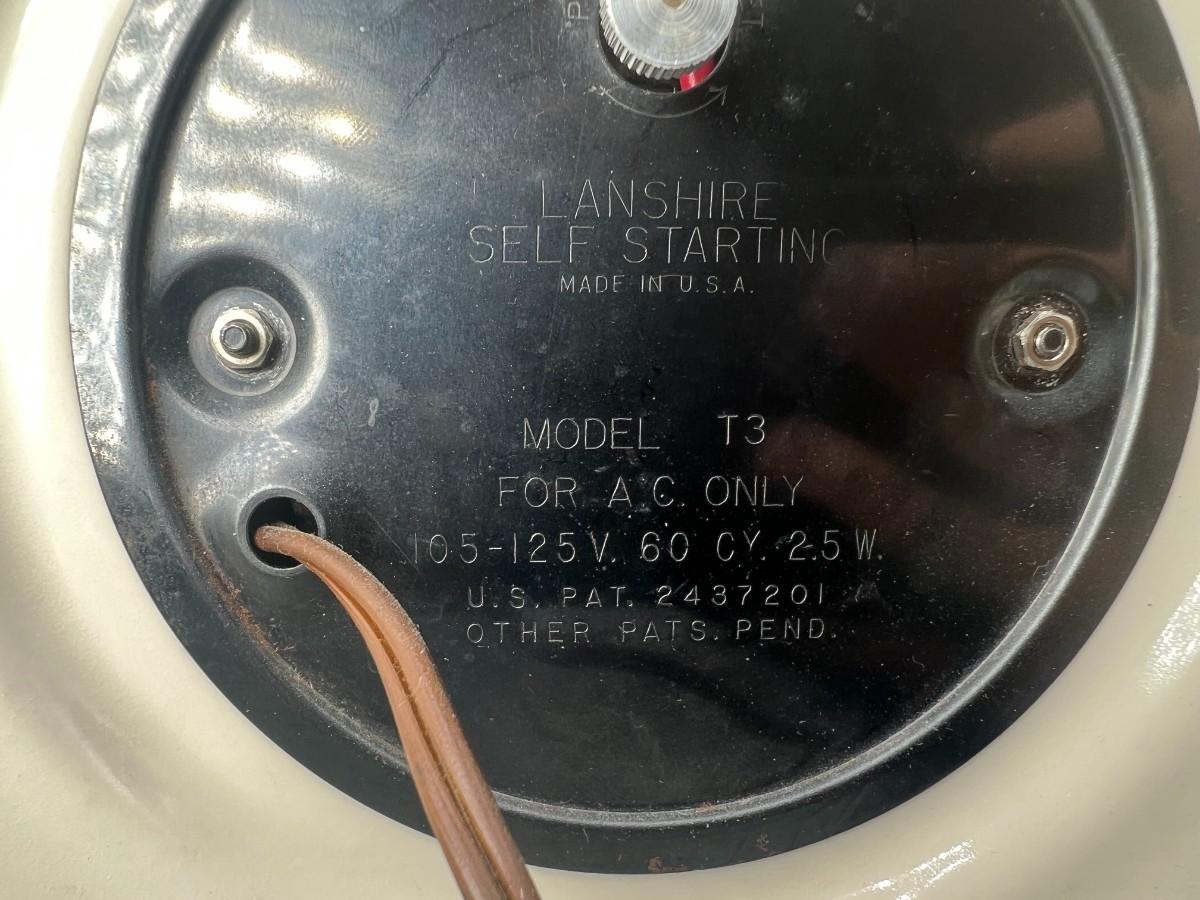 LANSHIRE
SELF STARTING
MADE IN U.S.A.
MODEL T3
FOR A.C. ONLY
105-125 V. 60 CY. 2.5 W.
U.S. PAT. 2437201
OTHER PATS. PEND.